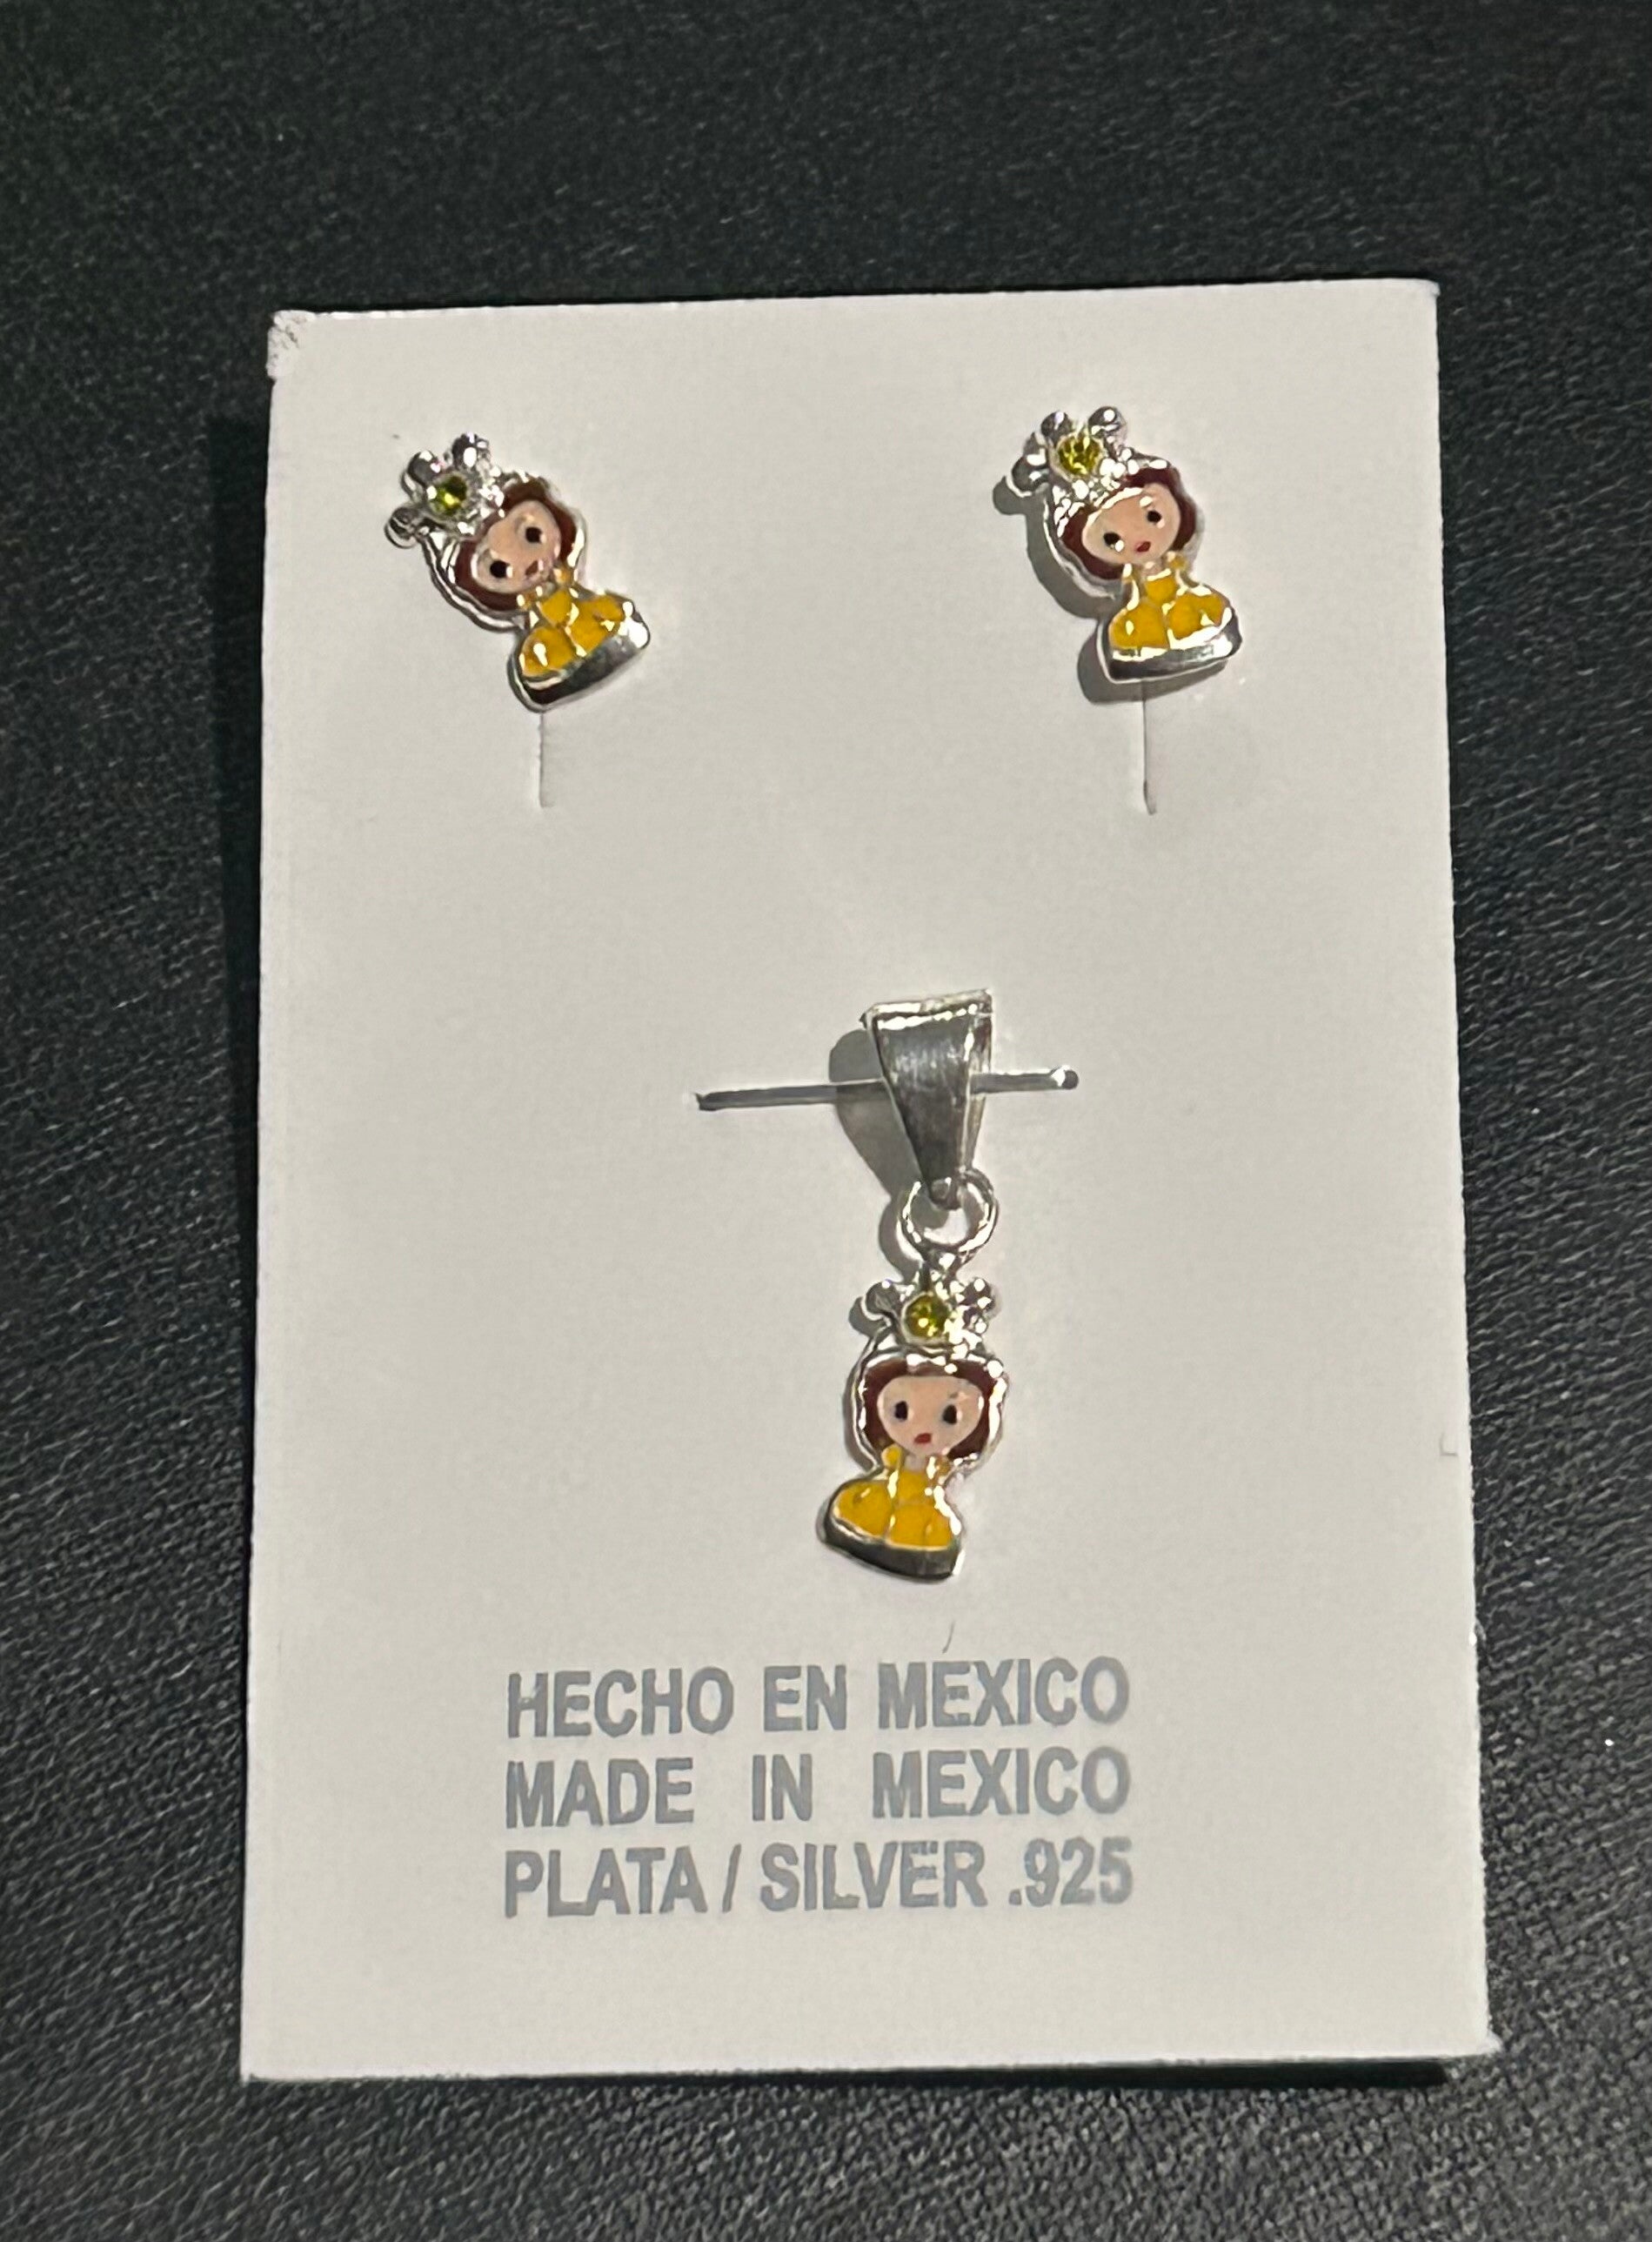 HECHO EN MEXICO
MADE IN MEXICO
PLATA / SILVER .925